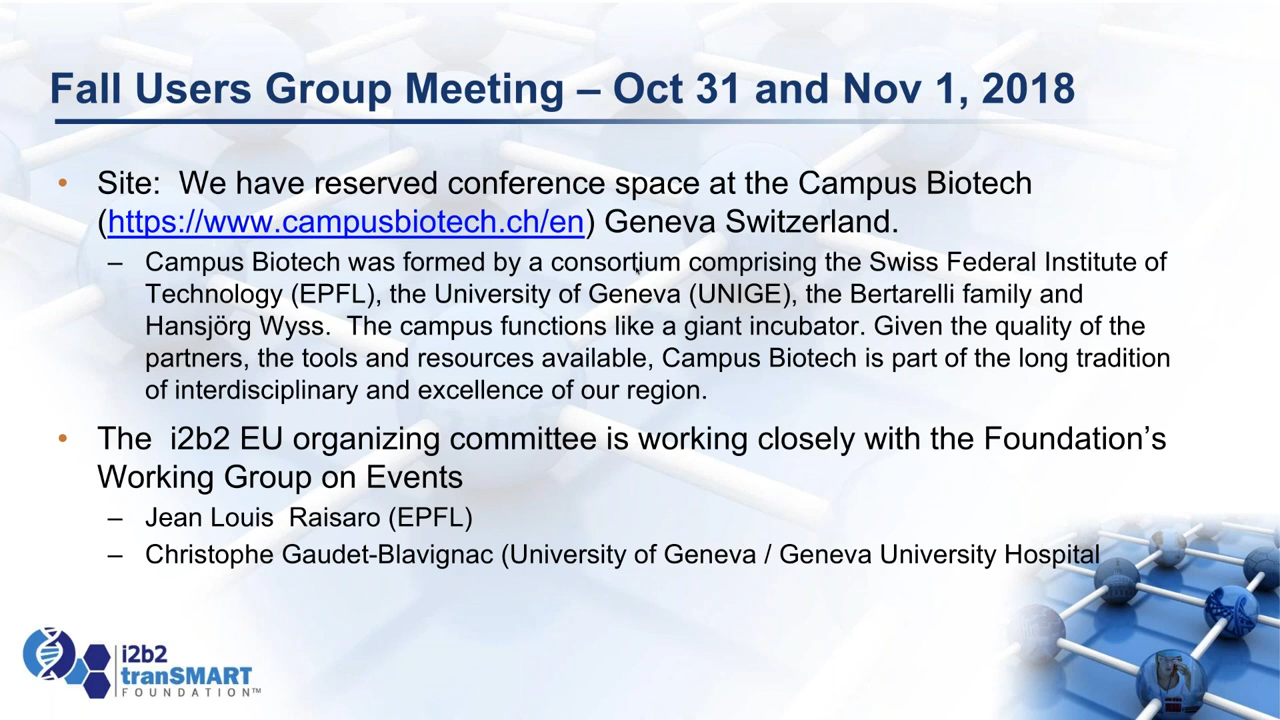 Fall Users Group Meeting – Oct 31 and Nov 1, 2018
• Site:  We have reserved conference space at the Campus Biotech
(https://www.campusbiotech.ch/en) Geneva Switzerland.
– Campus Biotech was formed by a consortium comprising the Swiss Federal Institute of
Technology (EPFL), the University of Geneva (UNIGE), the Bertarelli family and
Hansjörg Wyss.  The campus functions like a giant incubator. Given the quality of the
partners, the tools and resources available, Campus Biotech is part of the long tradition
of interdisciplinary and excellence of our region.
• The  i2b2 EU organizing committee is working closely with the Foundation’s
Working Group on Events
– Jean Louis  Raisaro (EPFL)
– Christophe Gaudet-Blavignac (University of Geneva / Geneva University Hospital
i2b2
tranSMART
FOUNDATION™